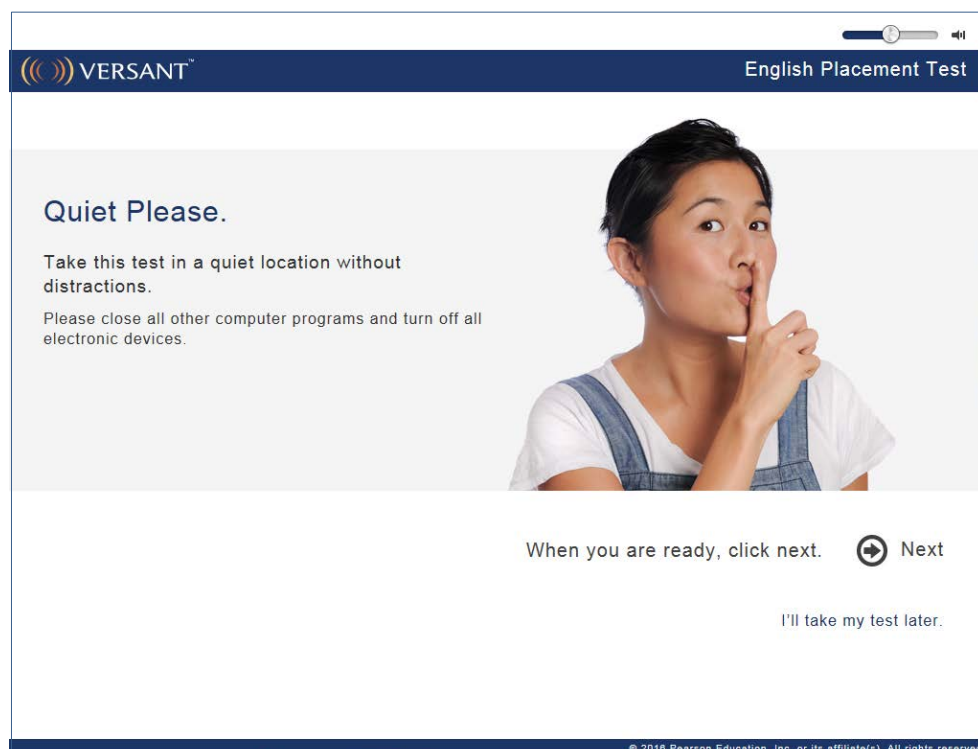 VERSANT™
English Placement Test
Quiet Please.
Take this test in a quiet location without
distractions.
Please close all other computer programs and turn off all
electronic devices.
When you are ready, click next.
Next
I'll take my test later.
© 2016 Pearson Education, Inc. or its affiliate(s). All rights reserve